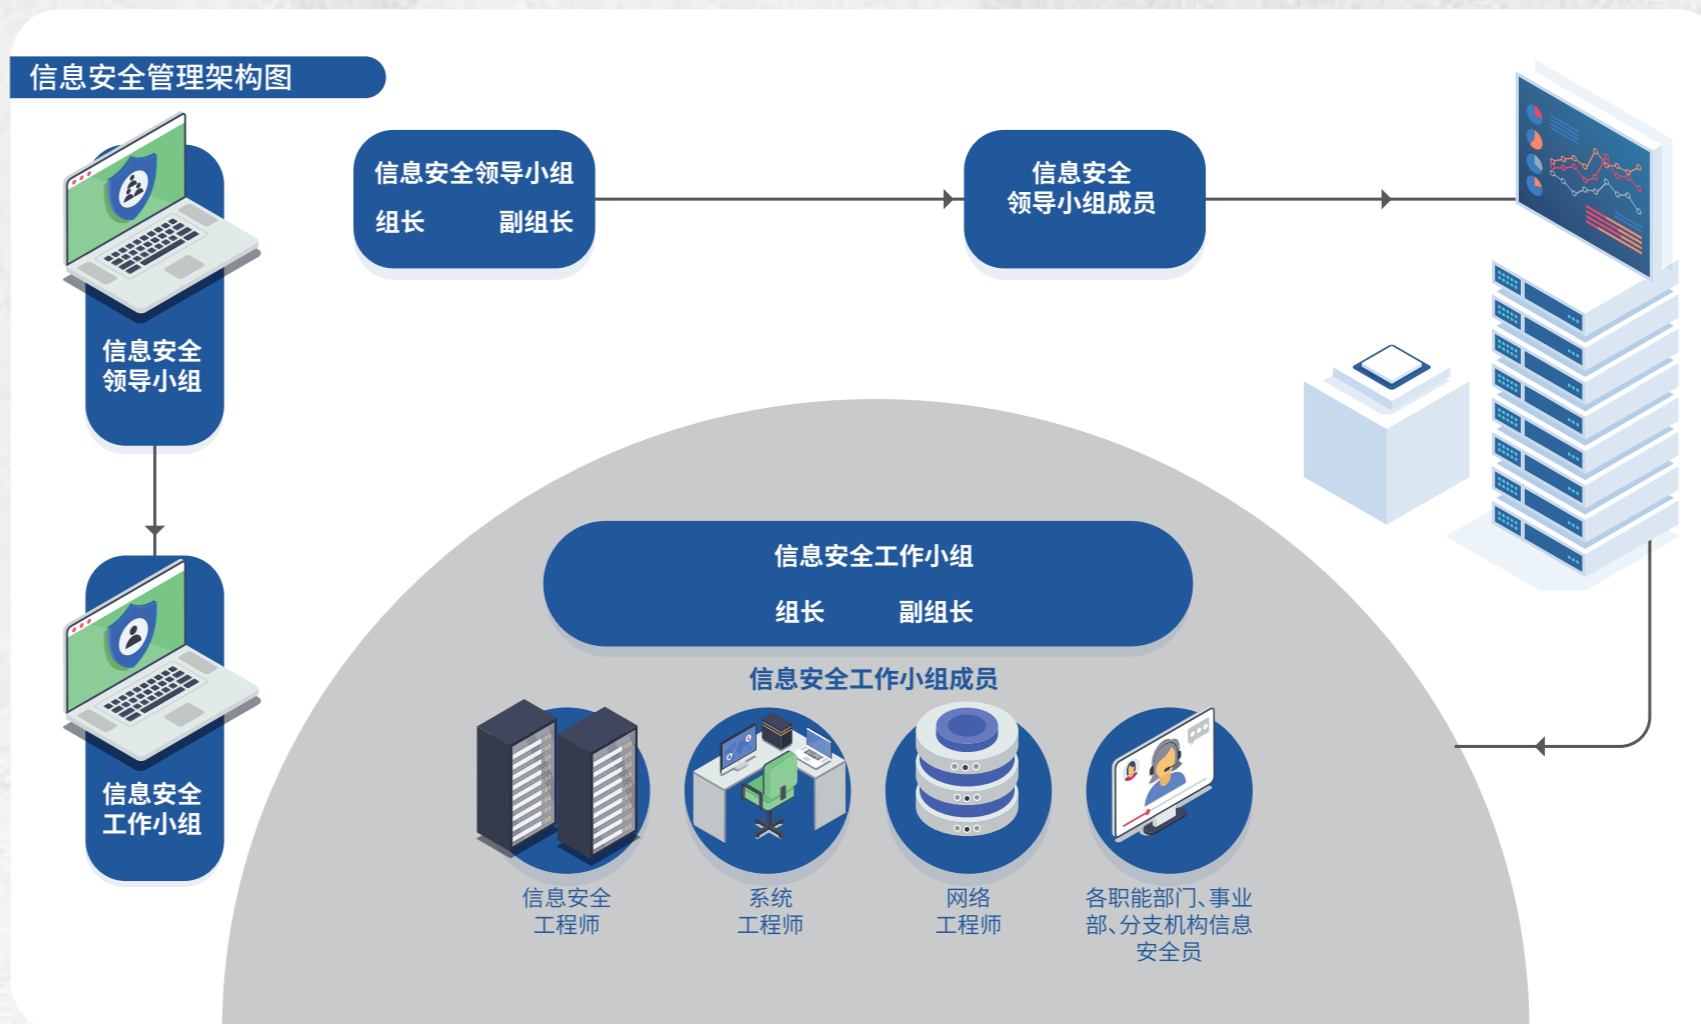 信息安全管理架构图
信息安全领导小组
组长 副组长
信息安全
领导小组成员
信息安全
领导小组
信息安全
工作小组
信息安全工作小组
组长 副组长
信息安全工作小组成员
信息安全
工程师
系统
工程师
网络
工程师
各职能部门、事业
部、分支机构信息
安全员